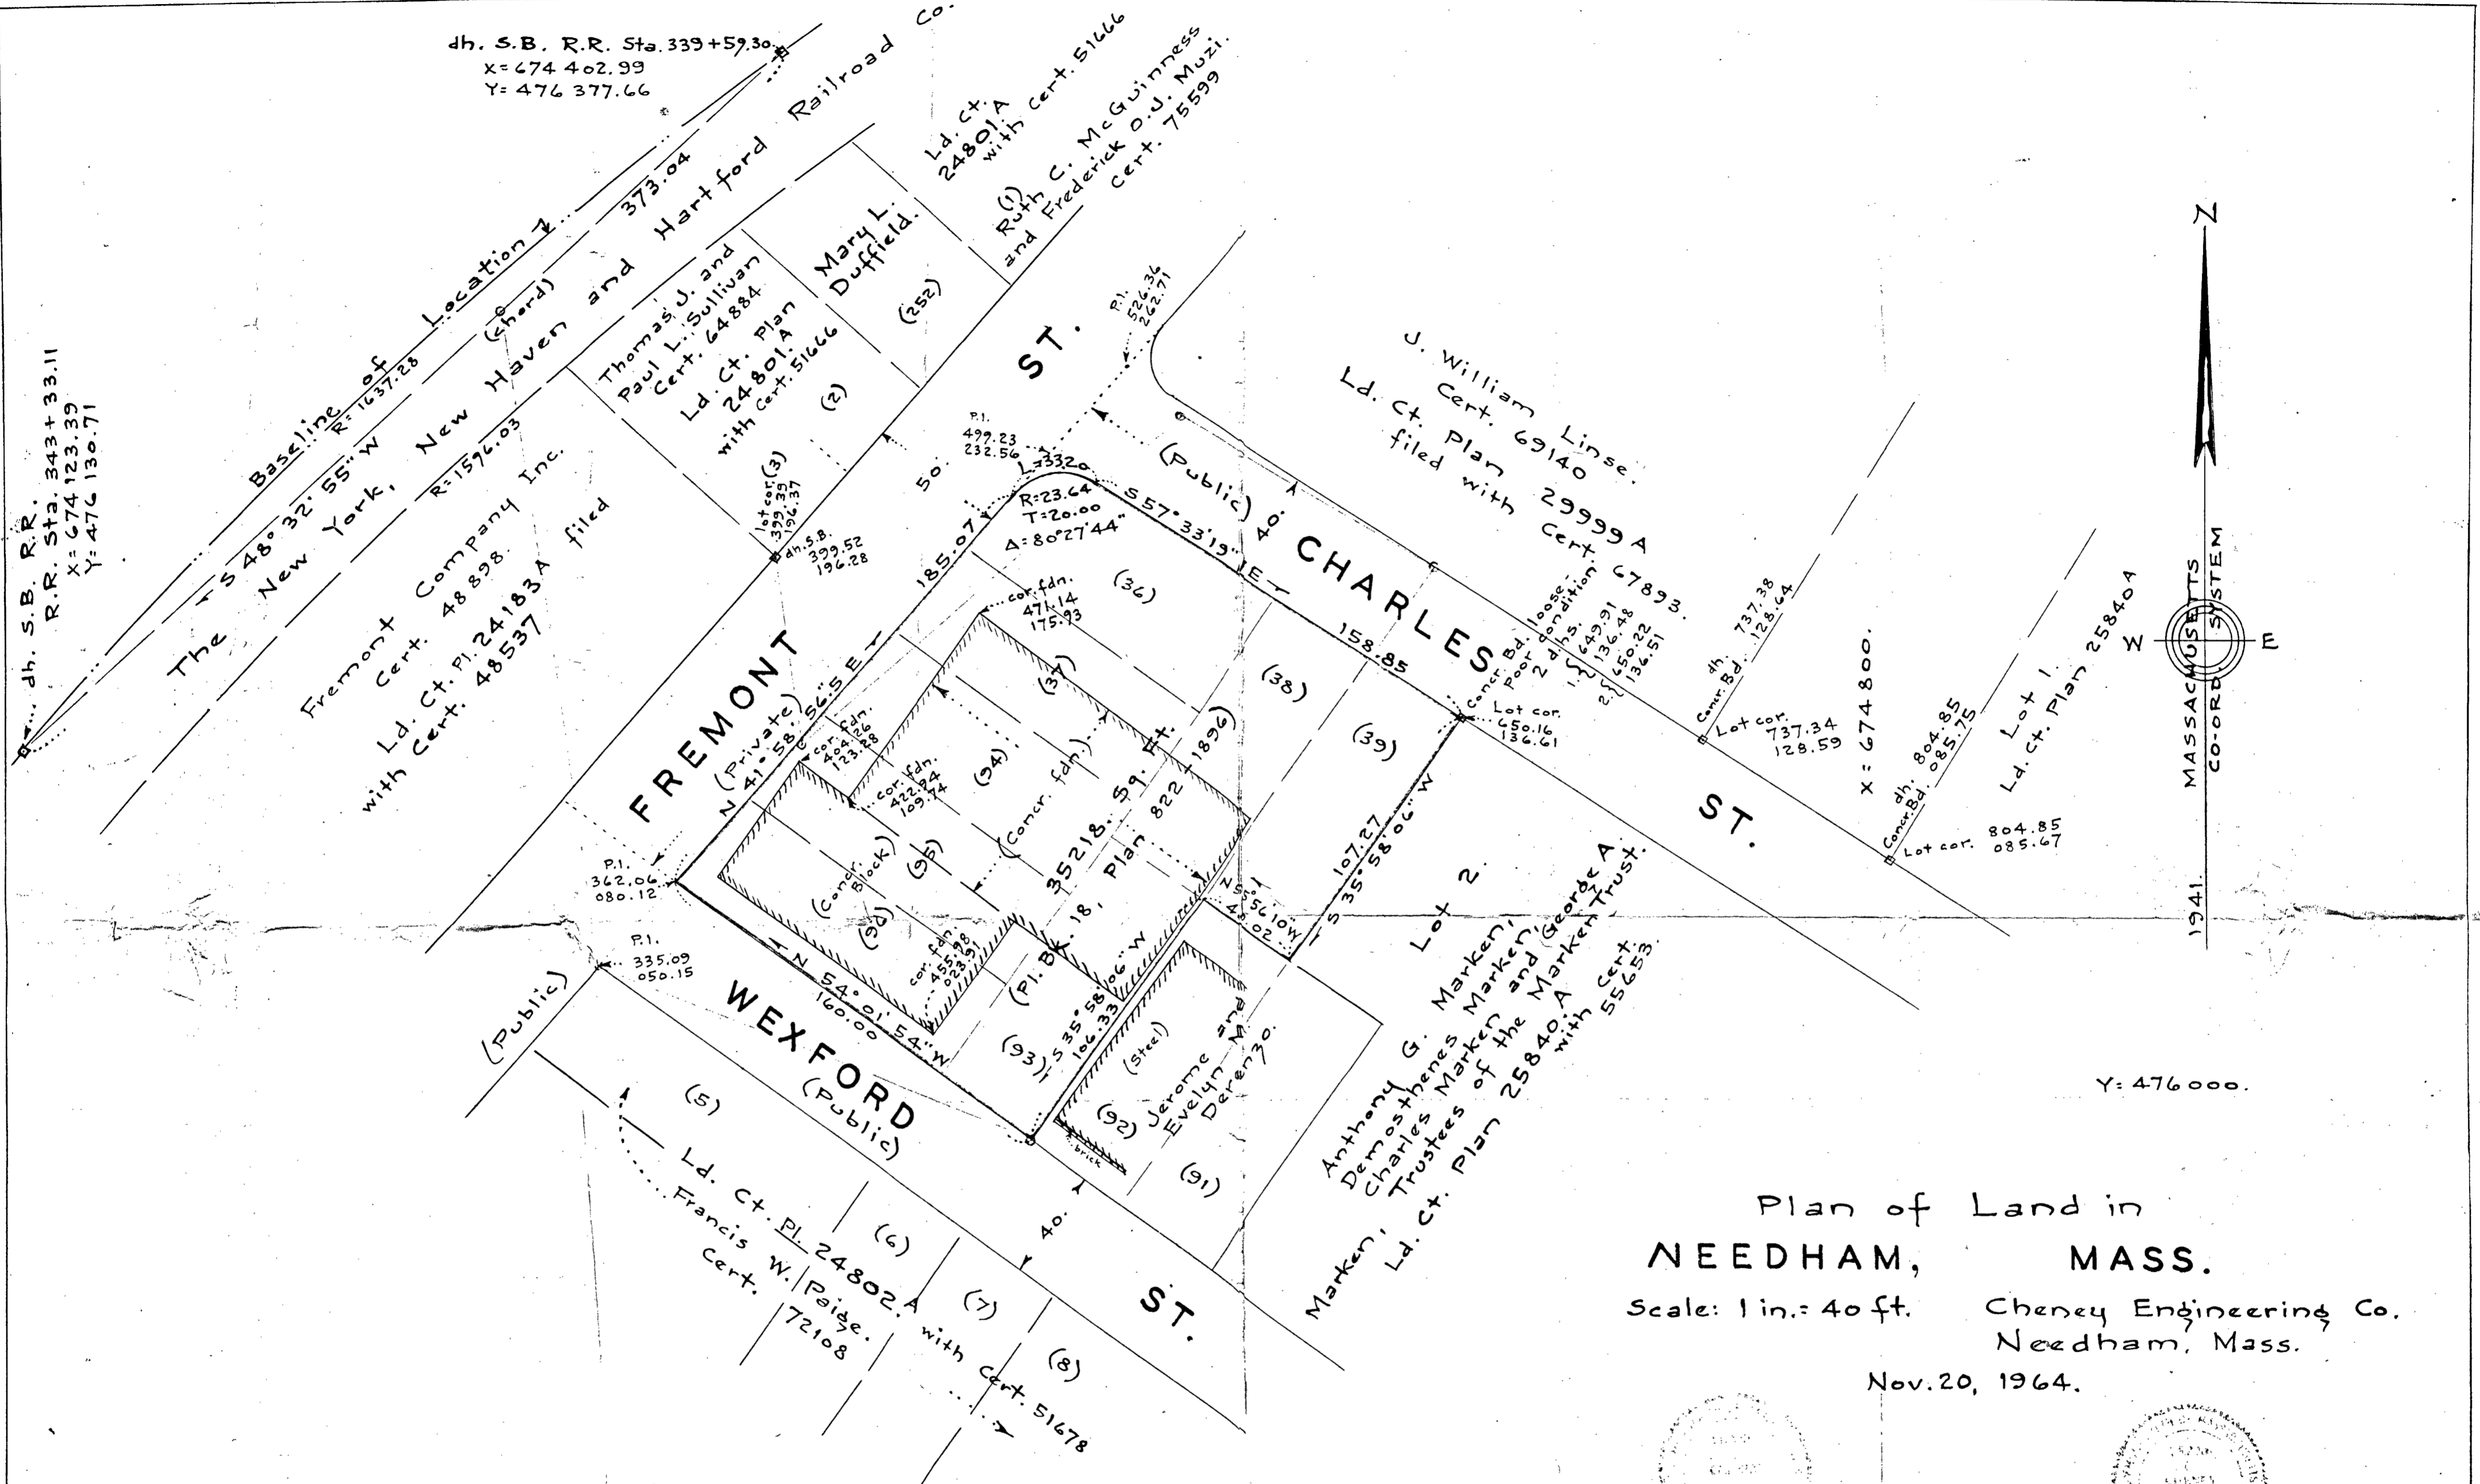 dh. S.B. R.R. Sta. 339+59.30
X= 674 402.99
Y= 476 377.66
dh. S.B. R.R.
R.R. Sta. 343+33.11
X= 674 123.39
Y= 476 130.71
Baseline of Location
R= 1637.28
(chord)
373.04
S 48° 32' 55" W
The New York, New Haven and Hartford Railroad Co.
R= 1596.03
Fremont Company Inc.
Cert. 48898.
Ld. Ct. Pl. 24183A filed
with Cert. 48537
Thomas J. and
Paul L. Sullivan
Cert. 64884
Ld. Ct. Plan
24801.A
with Cert. 51666
(2)
Mary L.
Duffield.
(252)
Ld. Ct.
24801.A
with Cert. 51666
(1)
Ruth C. McGuinness
and Frederick O.J. Muzi.
Cert. 75599
lot cor.(3)
399.39
196.37
dh. S.B.
399.52
196.28
50.
P.I.
499.23
232.56
P.I.
526.36
262.71
FREMONT ST.
(Private)
N 41° 58' 56.5 E
185.07
L=33.20
R=23.64
T=20.00
Δ=80°27'44"
S 57° 33' 19" E
158.85
(Public)
40.
CHARLES ST.
J. William Linse.
Cert. 69140
Ld. Ct. Plan 29999 A
filed with Cert. 67893.
Concr. Bd. loose-
poor condition.
2 dhs.
1. { 649.91
136.48
2. { 650.22
136.51
Lot cor.
650.16
136.61
dh. 737.38
Concr. Bd. 128.64
Lot cor.
737.34
128.59
X = 674800.
dh. 804.85
Concr. Bd. 085.75
Lot cor. 804.85
085.67
Lot 1.
Ld. Ct. Plan 25840A
N
W E
MASSACHUSETTS
CO-ORD. SYSTEM
1941.
(36)
(37)
(38)
(39)
(94)
(95)
(93)
(92)
(91)
cor. fdn.
471.14
175.93
cor. fdn.
404.26
123.28
cor. fdn.
422.94
109.74
cor. fdn.
455.98
023.91
(Concr. Block)
(Concr. fdn.)
35218. Sq. Ft.
(Pl. Bk. 18, Plan 822 - 1896)
S 35° 58' 06" W
107.27
N 55° 56' 10" W
43.02
S 35° 58' 06" W
106.33
N 54° 01' 54" W
160.00
P.I.
362.06
080.12
P.I.
335.09
050.15
(Public)
WEXFORD ST.
(Public)
40.
(Steel)
brick
Jerome and
Evelyn M.
Derenzo.
Lot 2.
Anthony G. Marken,
Demosthenes Marken,
Charles Marken and George A.
Marken, Trustees of the Marken Trust.
Ld. Ct. Plan 25840.A with Cert.
55653.
(5)
(6)
(7)
(8)
Ld. Ct. Pl. 24802.A with Cert. 51678
Francis W. Paige.
Cert. 72108
Y= 476000.
Plan of Land in
NEEDHAM, MASS.
Scale: 1 in.= 40 ft.
Cheney Engineering Co.
Needham, Mass.
Nov. 20, 1964.